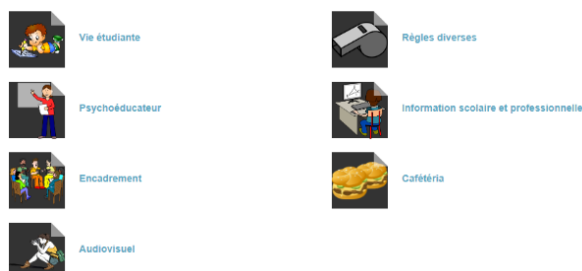 Vie étudiante
Règles diverses
Psychoéducateur
Information scolaire et professionnelle
Encadrement
Cafétéria
Audiovisuel